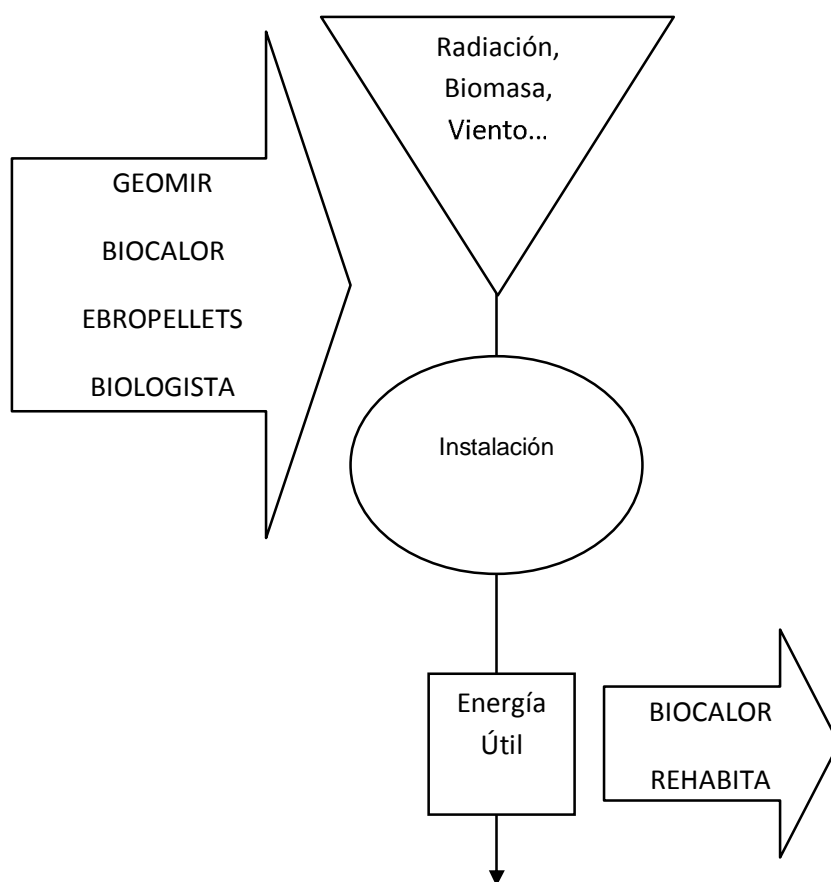 Radiación,
Biomasa,
Viento...
GEOMIR
BIOCALOR
EBROPELLETS
BIOLOGISTA
Instalación
Energía
Útil
BIOCALOR
REHABITA